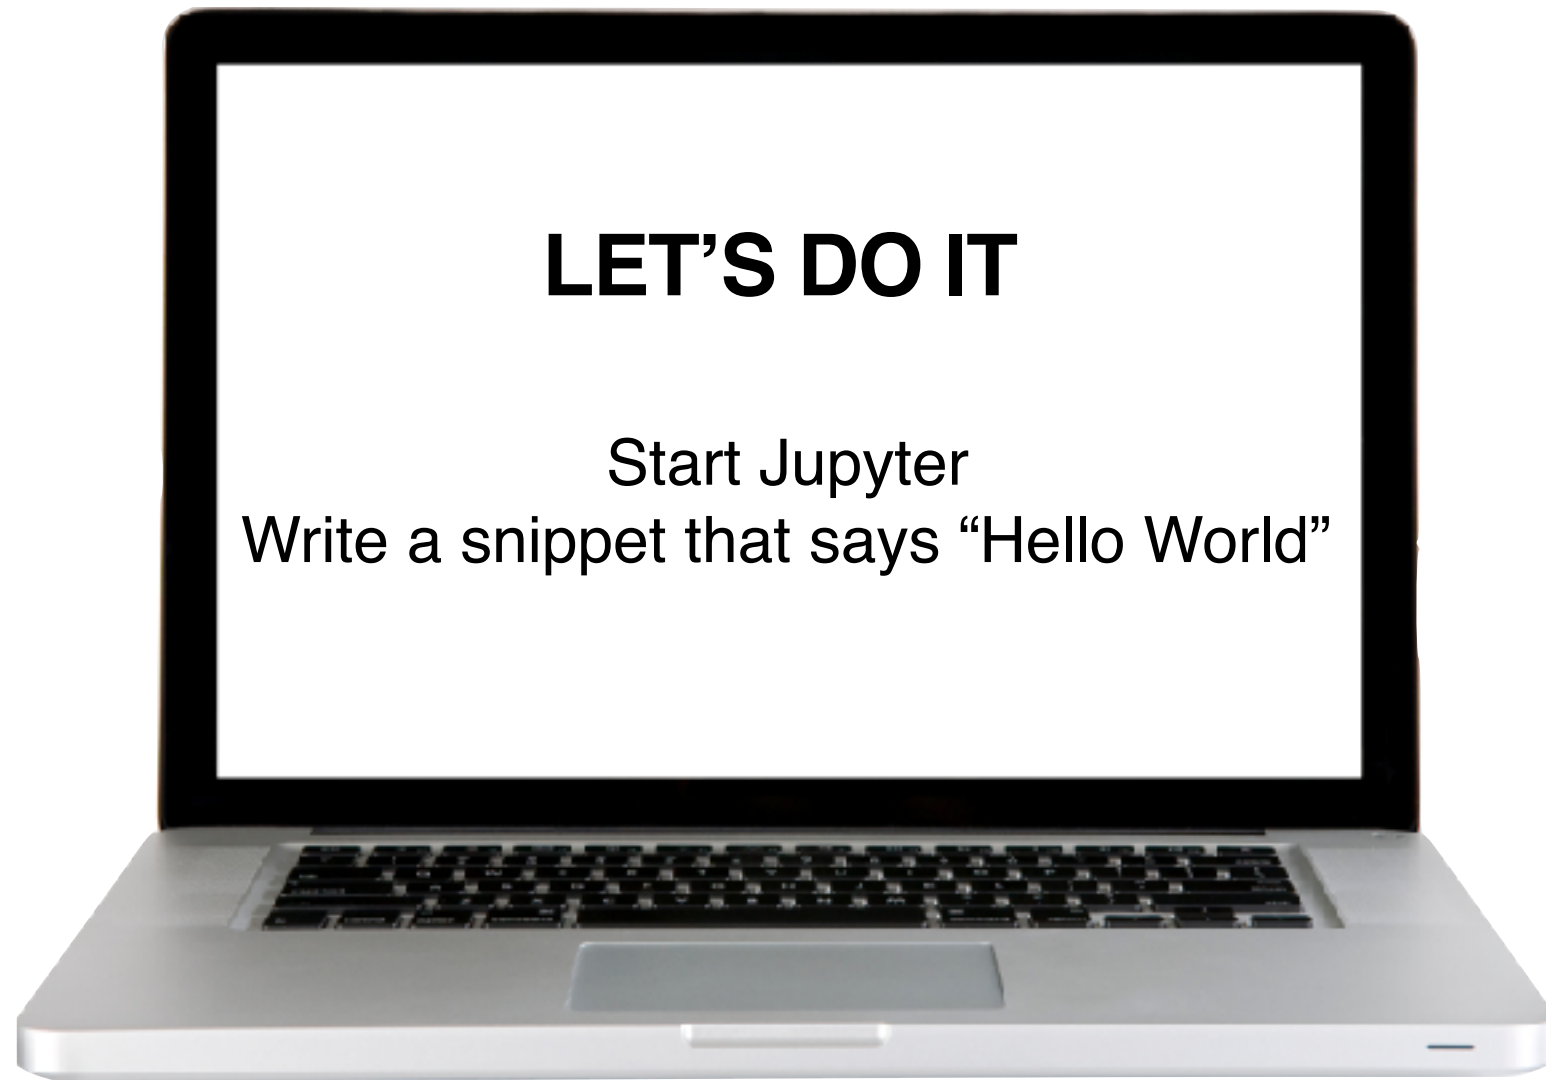 LET’S DO IT
Start Jupyter
Write a snippet that says “Hello World”